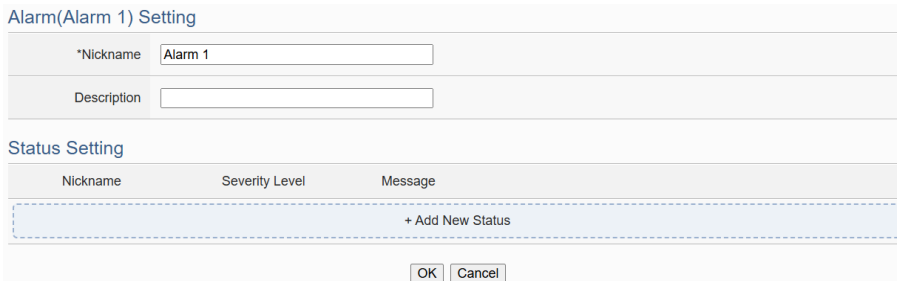 Alarm(Alarm 1) Setting
*Nickname Alarm 1
Description
Status Setting
Nickname Severity Level Message
+ Add New Status
OK Cancel